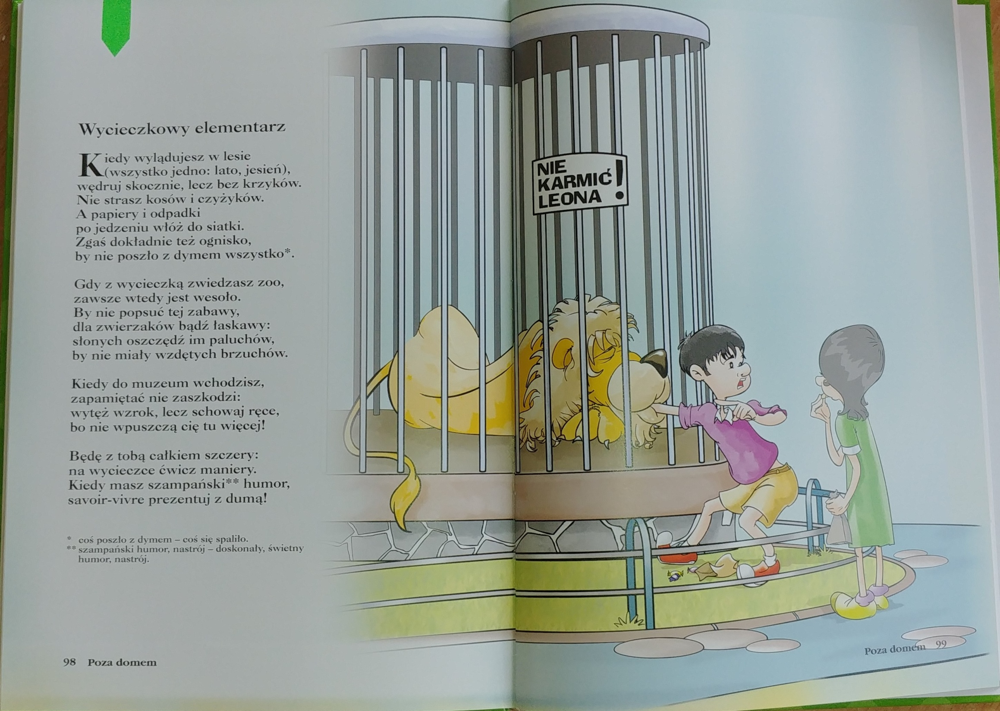 Wycieczkowy elementarz
Kiedy wylądujesz w lesie
(wszystko jedno: lato, jesień),
wędruj skocznie, lecz bez krzyków.
Nie strasz kosów i czyżyków.
A papiery i odpadki
po jedzeniu włóż do siatki.
Zgaś dokładnie też ognisko,
by nie poszło z dymem wszystko*.
Gdy z wycieczką zwiedzasz zoo,
zawsze wtedy jest wesoło.
By nie popsuć tej zabawy,
dla zwierzaków bądź łaskawy:
słonych oszczędź im paluchów,
by nie miały wzdętych brzuchów.
Kiedy do muzeum wchodzisz,
zapamiętać nie zaszkodzi:
wytęż wzrok, lecz schowaj ręce,
bo nie wpuszczą cię tu więcej!
Będę z tobą całkiem szczery:
na wycieczce ćwicz maniery.
Kiedy masz szampański** humor,
savoir-vivre prezentuj z dumą!
* coś poszło z dymem – coś się spaliło.
** szampański humor, nastrój – doskonały, świetny
humor, nastrój.
98 Poza domem
NIE
KARMIĆ
LEONA !
Poza domem 99